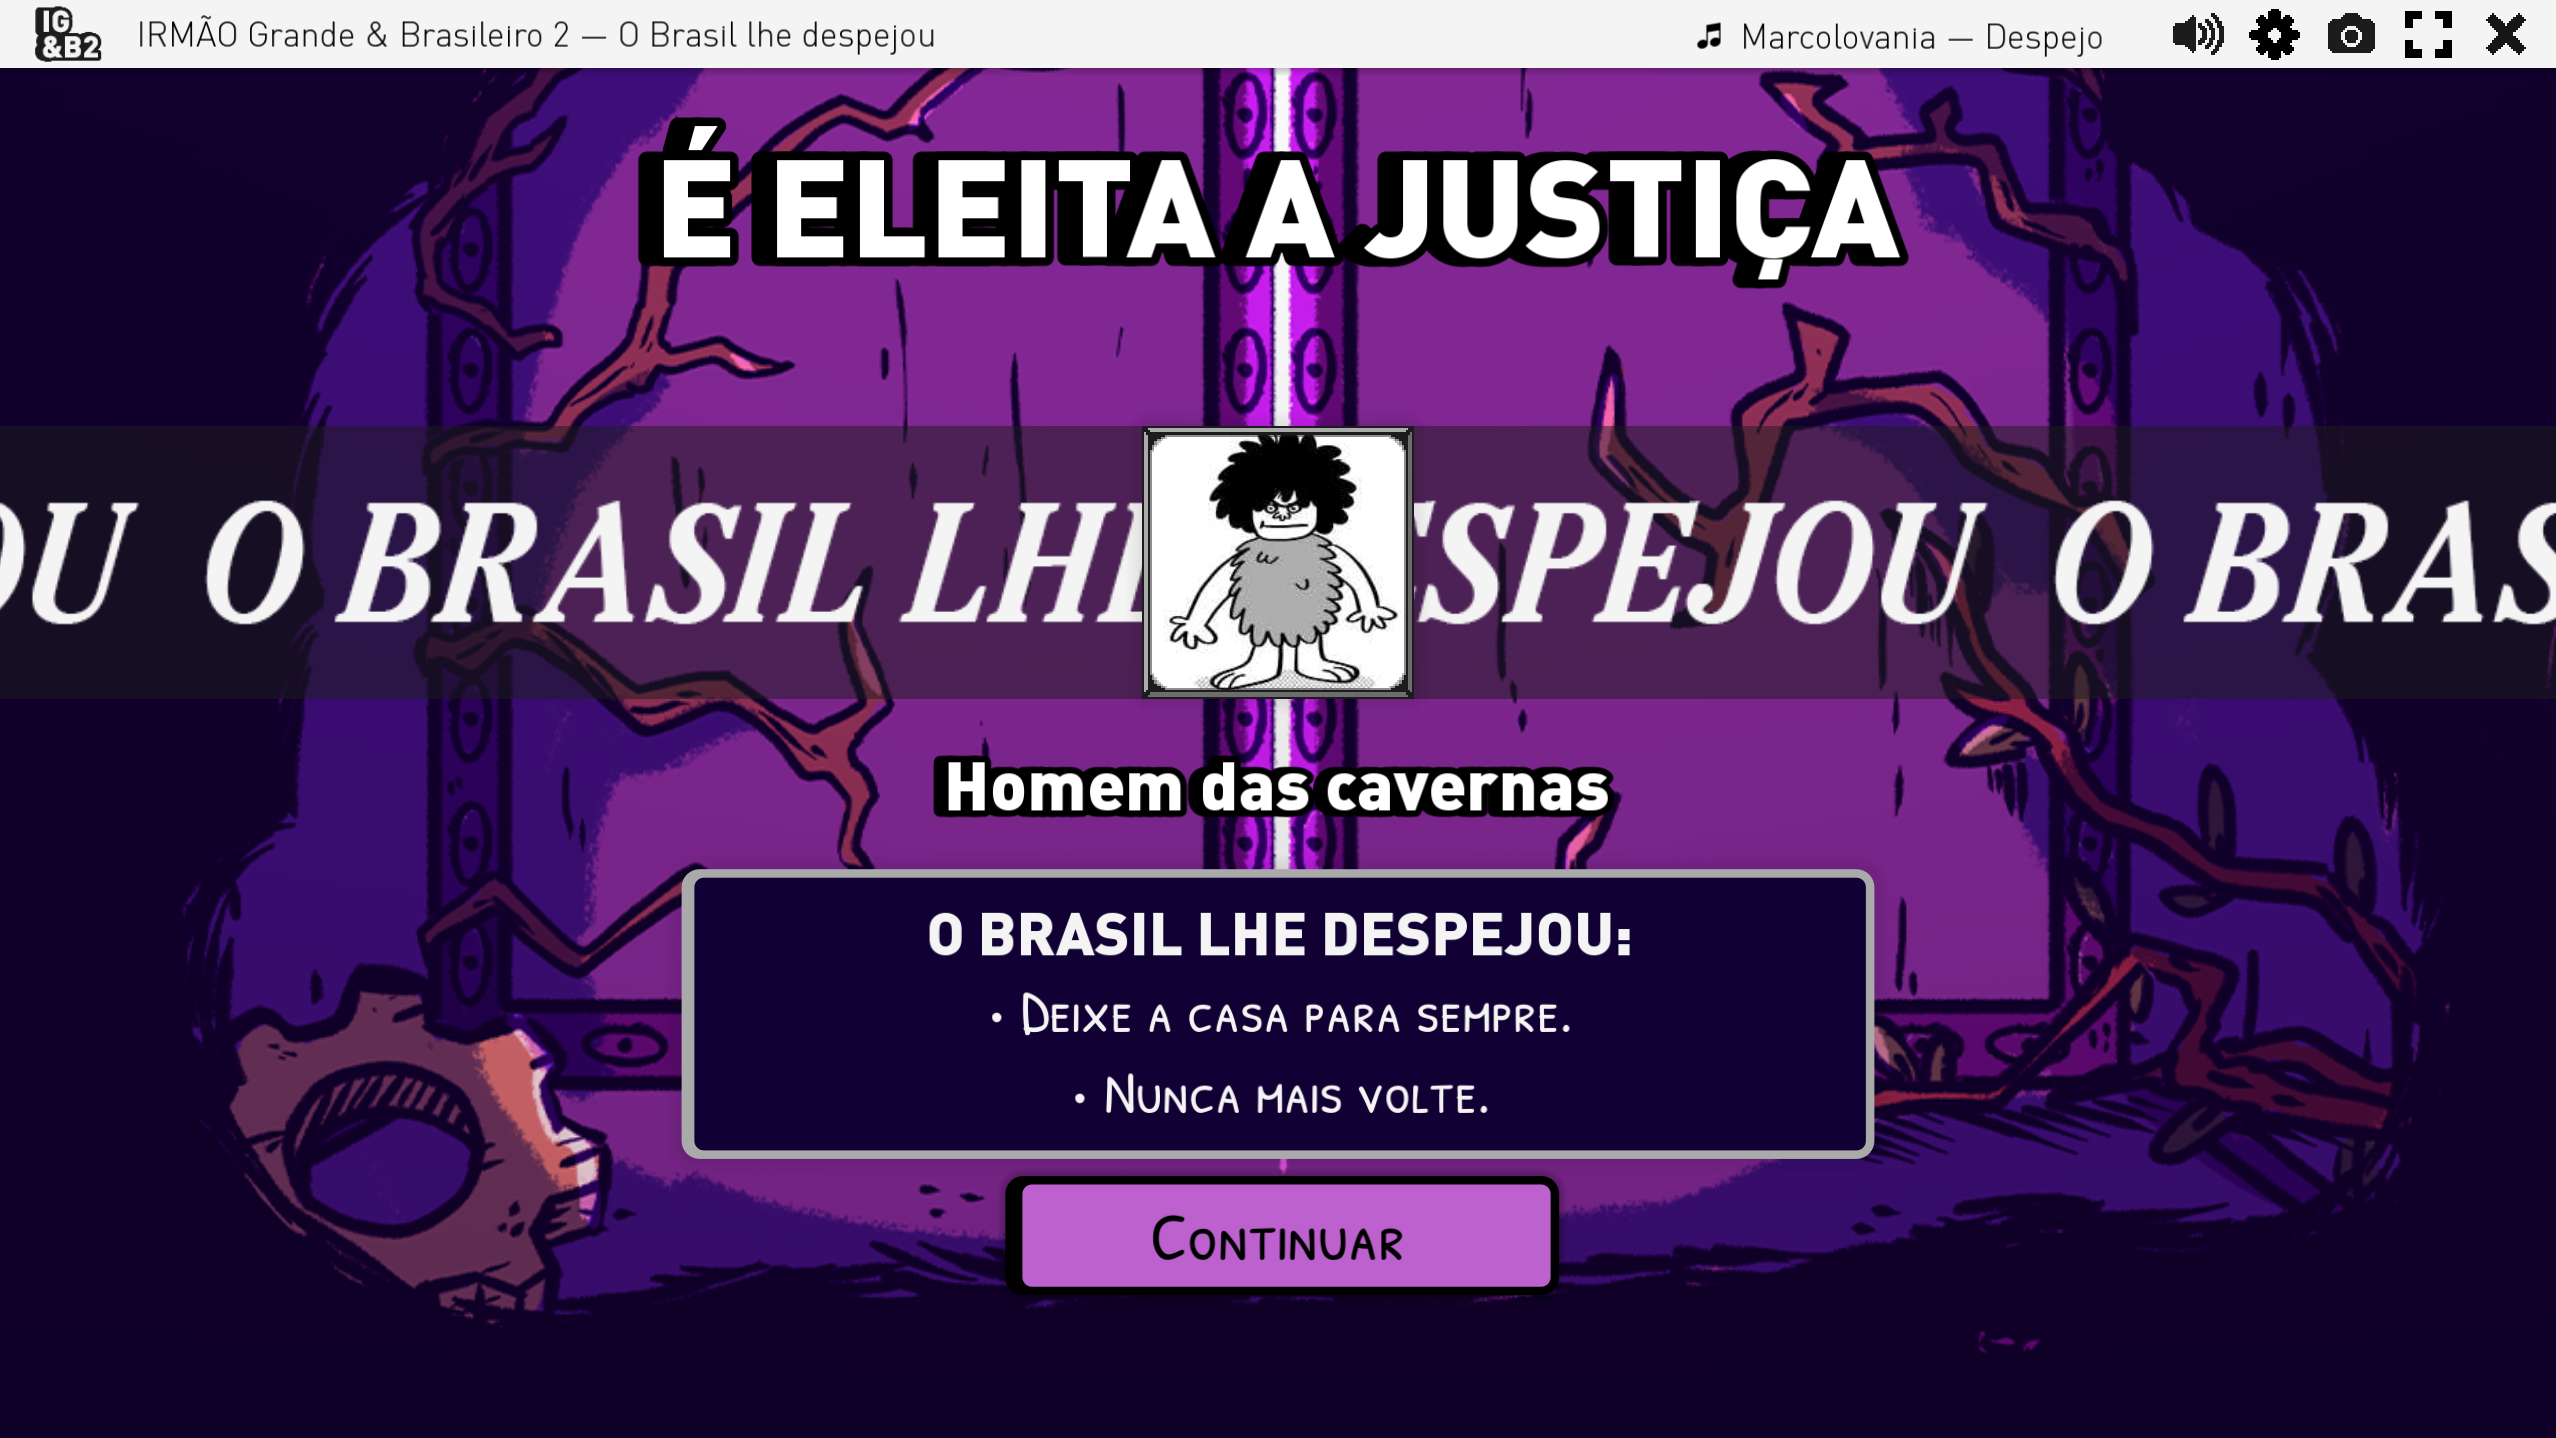 IG
&B2
IRMÃO Grande & Brasileiro 2 — O Brasil lhe despejou
Marcolovania — Despejo
É ELEITA A JUSTIÇA
OU O BRASIL LHE DESPEJOU O BRAS
Homem das cavernas
O BRASIL LHE DESPEJOU:
• Deixe a casa para sempre.
• Nunca mais volte.
Continuar